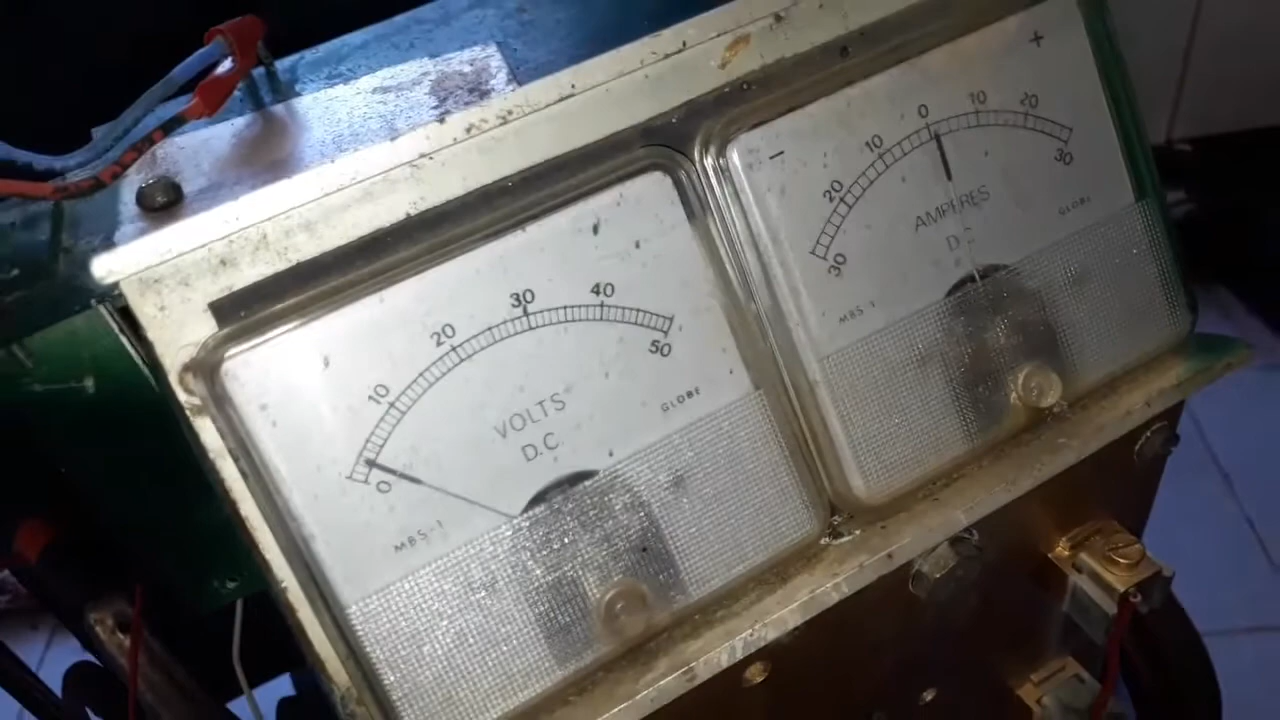 0 10 20 30 40 50
VOLTS
D.C.
GLOBE
MBS-1
− +
30 20 10 0 10 20 30
AMPERES
D.C
GLOBE
MBS-1